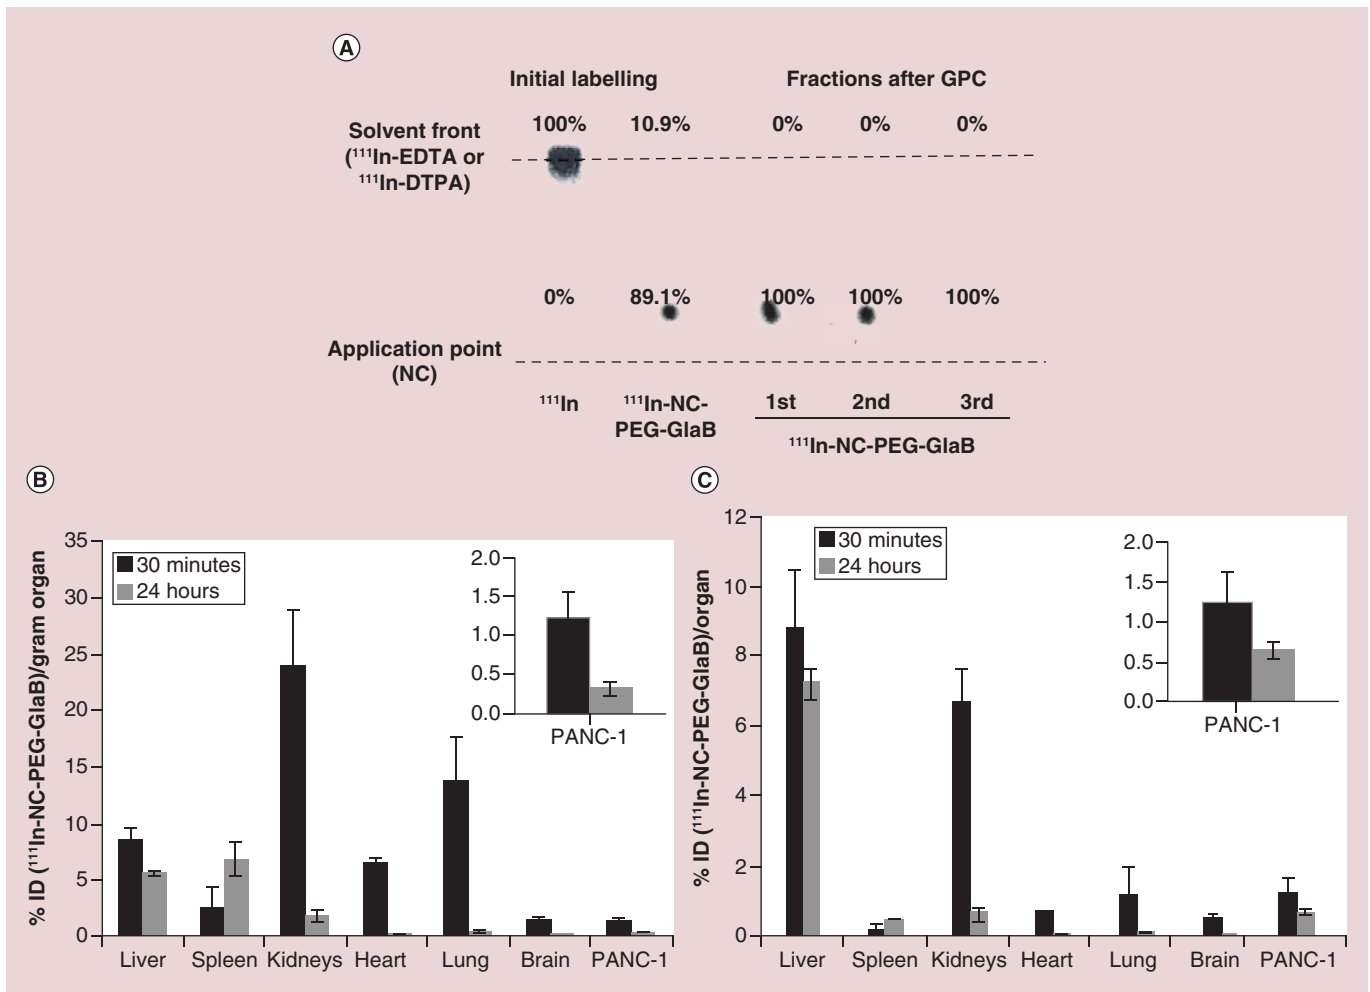 A
Initial labelling
Fractions after GPC
Solvent front
(¹¹¹In-EDTA or
¹¹¹In-DTPA)
100% 10.9% 0% 0% 0%
0% 89.1% 100% 100% 100%
Application point
(NC)
¹¹¹In
¹¹¹In-NC-
PEG-GlaB
1st 2nd 3rd
¹¹¹In-NC-PEG-GlaB
B
% ID (¹¹¹In-NC-PEG-GlaB)/gram organ
35
30
25
20
15
10
5
0
30 minutes
24 hours
2.0
1.5
1.0
0.5
0.0
PANC-1
Liver Spleen Kidneys Heart Lung Brain PANC-1
C
% ID (¹¹¹In-NC-PEG-GlaB)/organ
12
10
8
6
4
2
0
30 minutes
24 hours
2.0
1.5
1.0
0.5
0.0
PANC-1
Liver Spleen Kidneys Heart Lung Brain PANC-1